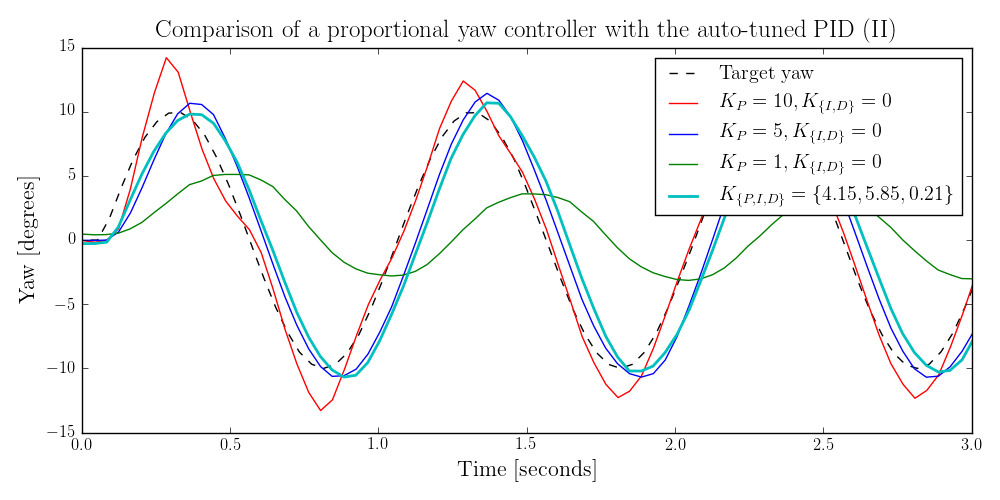 Comparison of a proportional yaw controller with the auto-tuned PID (II)
Yaw [degrees]
15
10
5
0
−5
−10
−15
Target yaw
K_P = 10, K_{I,D} = 0
K_P = 5, K_{I,D} = 0
K_P = 1, K_{I,D} = 0
K_{P,I,D} = {4.15, 5.85, 0.21}
0.0 0.5 1.0 1.5 2.0 2.5 3.0
Time [seconds]